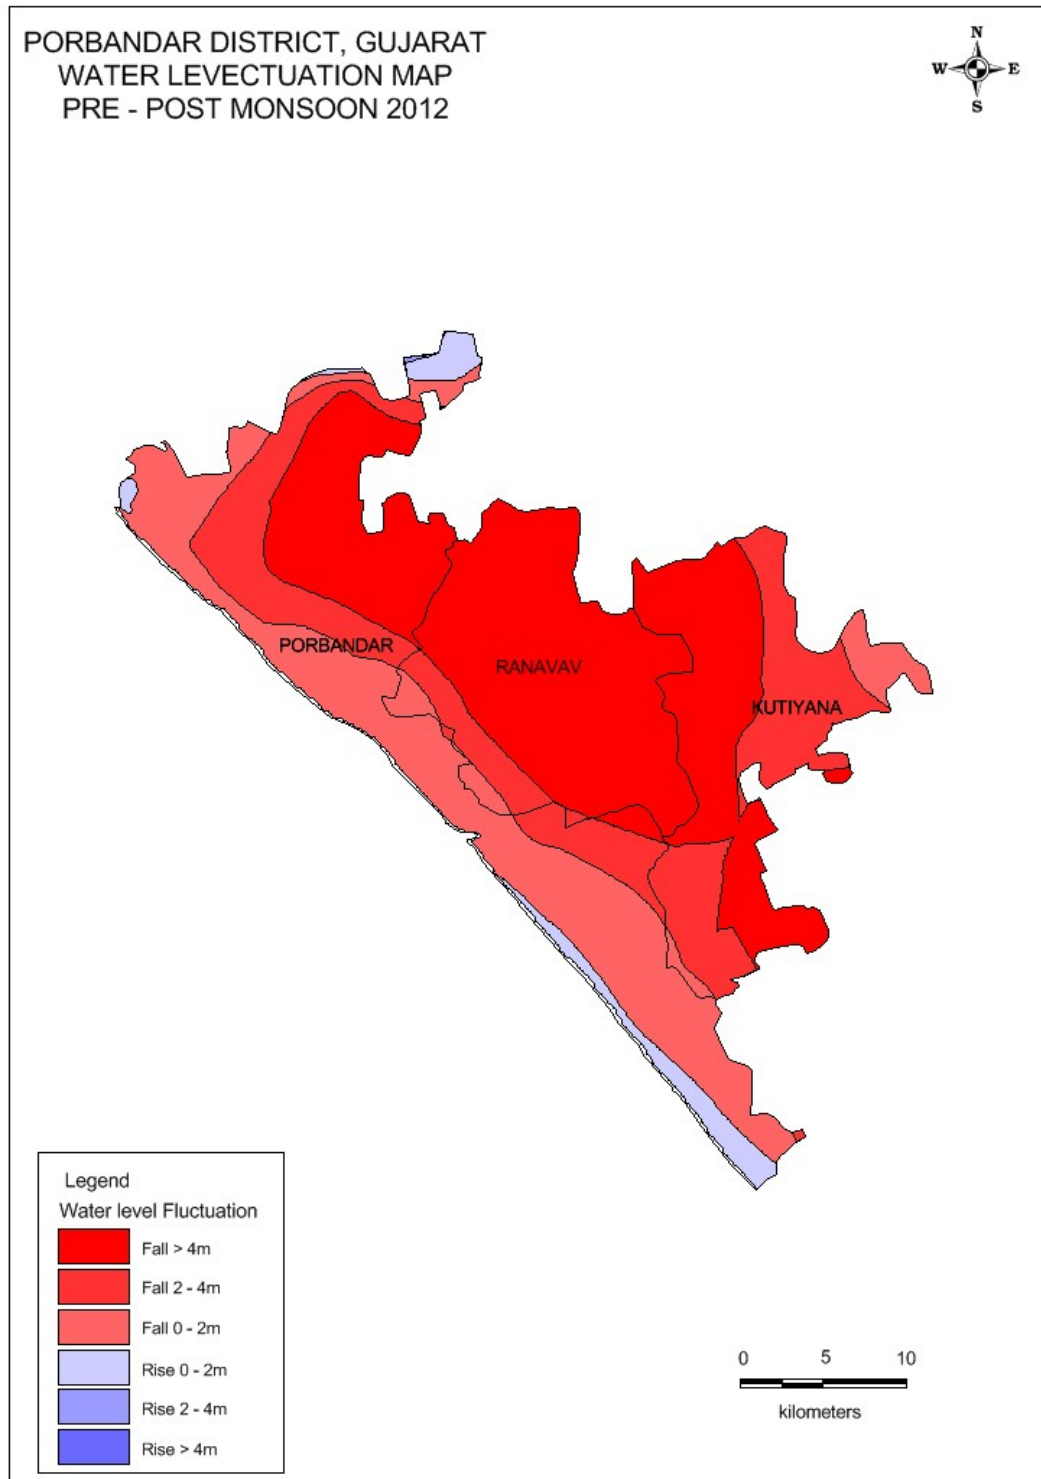 PORBANDAR DISTRICT, GUJARAT
WATER LEVECTUATION MAP
PRE - POST MONSOON 2012
N
W E
S
PORBANDAR
RANAVAV
KUTIYANA
Legend
Water level Fluctuation
Fall > 4m
Fall 2 - 4m
Fall 0 - 2m
Rise 0 - 2m
Rise 2 - 4m
Rise > 4m
0 5 10
kilometers